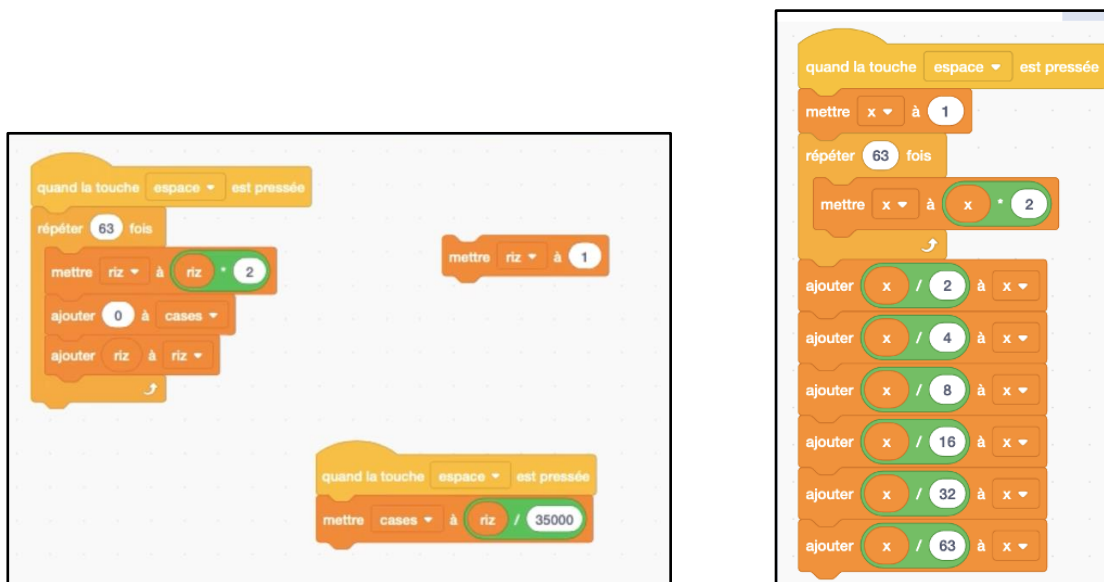 quand la touche espace est pressée
répéter 63 fois
mettre riz à riz * 2
ajouter 0 à cases
ajouter riz à riz
mettre riz à 1
quand la touche espace est pressée
mettre cases à riz / 35000
quand la touche espace est pressée
mettre x à 1
répéter 63 fois
mettre x à x * 2
ajouter x / 2 à x
ajouter x / 4 à x
ajouter x / 8 à x
ajouter x / 16 à x
ajouter x / 32 à x
ajouter x / 63 à x